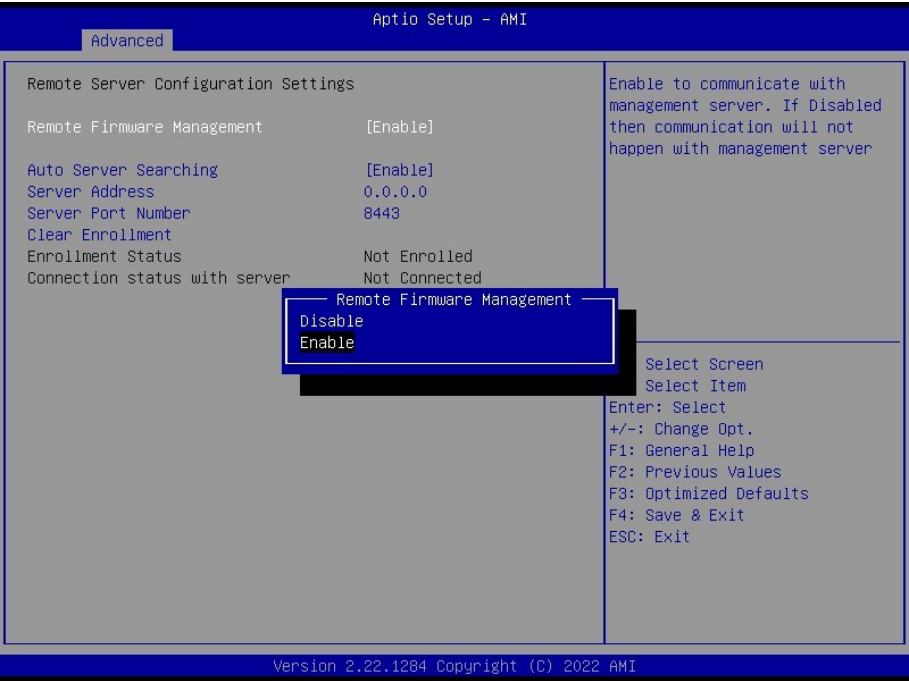 Aptio Setup – AMI
Advanced
Remote Server Configuration Settings
Remote Firmware Management [Enable]
Auto Server Searching [Enable]
Server Address 0.0.0.0
Server Port Number 8443
Clear Enrollment
Enrollment Status Not Enrolled
Connection status with server Not Connected
Remote Firmware Management
Disable
Enable
Enable to communicate with
management server. If Disabled
then communication will not
happen with management server
Select Screen
Select Item
Enter: Select
+/-: Change Opt.
F1: General Help
F2: Previous Values
F3: Optimized Defaults
F4: Save & Exit
ESC: Exit
Version 2.22.1284 Copyright (C) 2022 AMI